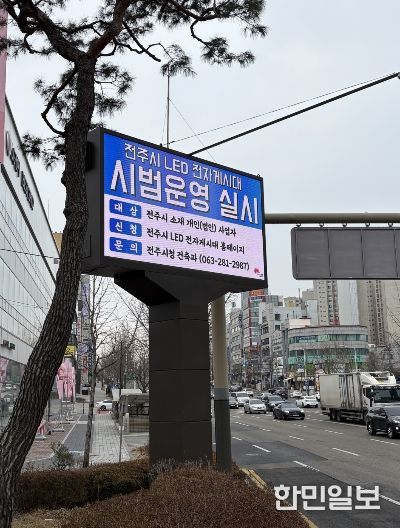 전주시 LED 전자게시대
시범운영 실시
대 상 전주시 소재 개인(법인) 사업자
신 청 전주시 LED 전자게시대 홈페이지
문 의 전주시청 건축과 (063-281-2987)
한민일보